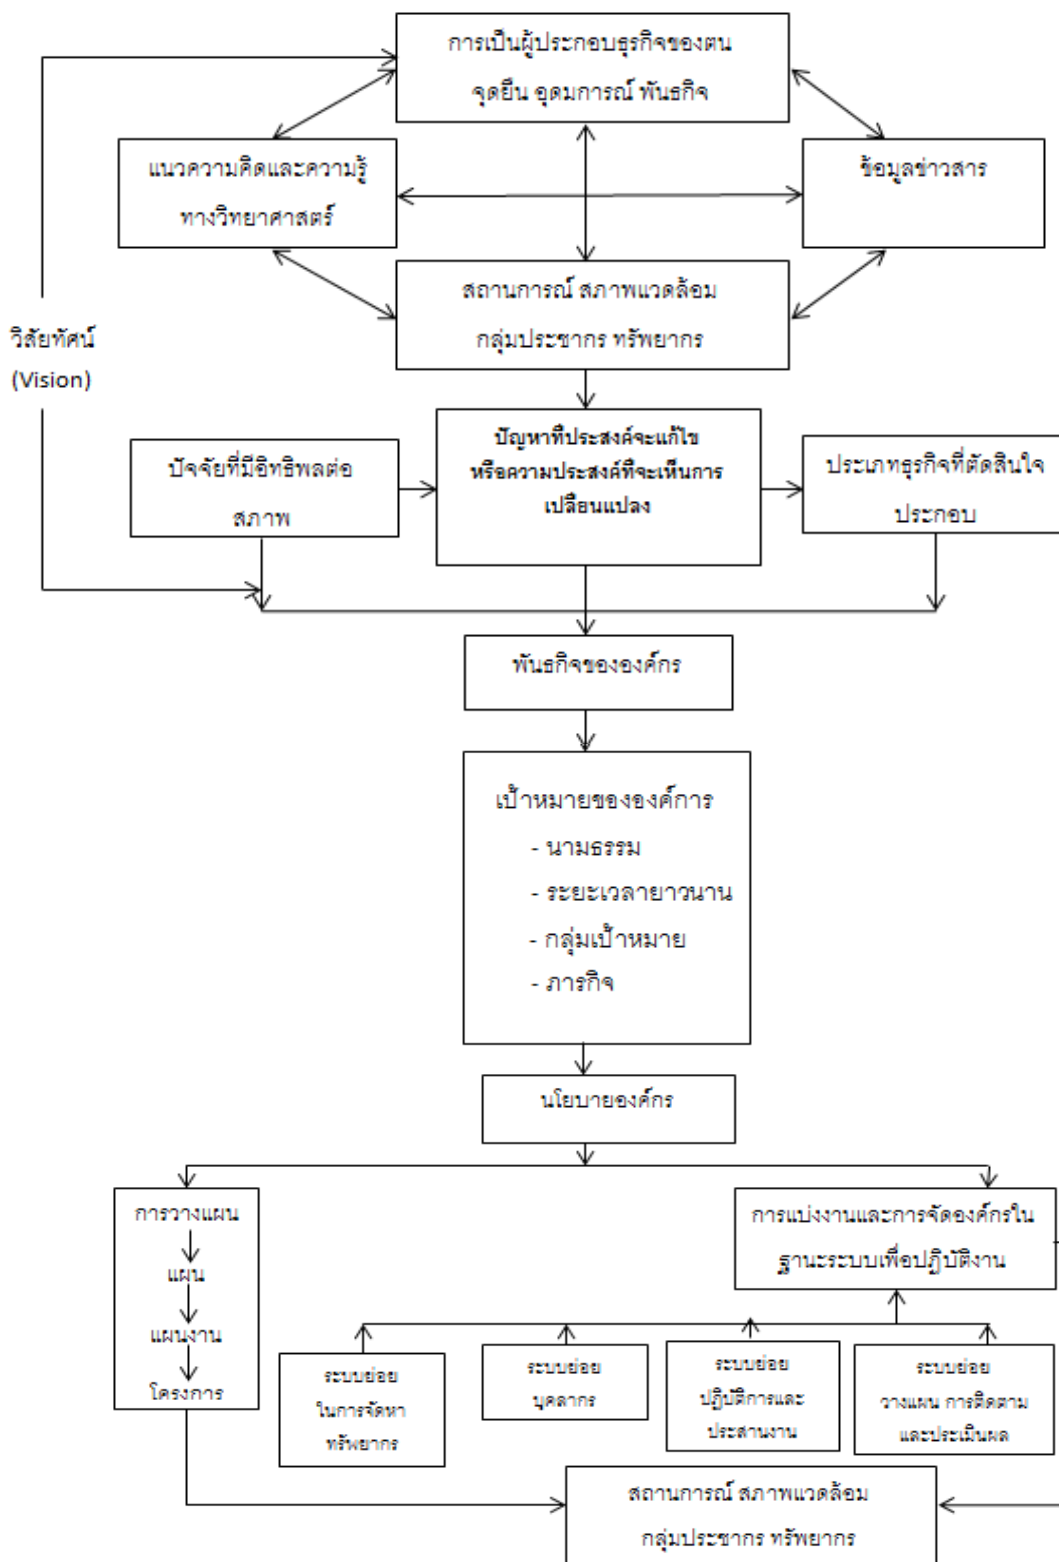 การเป็นผู้ประกอบธุรกิจของตน
จุดยืน อุดมการณ์ พันธกิจ
แนวความคิดและความรู้
ทางวิทยาศาสตร์
ข้อมูลข่าวสาร
สถานการณ์ สภาพแวดล้อม
กลุ่มประชากร ทรัพยากร
วิสัยทัศน์
(Vision)
ปัจจัยที่มีอิทธิพลต่อ
สภาพ
ปัญหาที่ประสงค์จะแก้ไข
หรือความประสงค์ที่จะเห็นการ
เปลี่ยนแปลง
ประเภทธุรกิจที่ตัดสินใจ
ประกอบ
พันธกิจขององค์กร
เป้าหมายขององค์การ
- นามธรรม
- ระยะเวลายาวนาน
- กลุ่มเป้าหมาย
- ภารกิจ
นโยบายองค์กร
การวางแผน
แผน
แผนงาน
โครงการ
การแบ่งงานและการจัดองค์กรใน
ฐานะระบบเพื่อปฏิบัติงาน
ระบบย่อย
ในการจัดหา
ทรัพยากร
ระบบย่อย
บุคลากร
ระบบย่อย
ปฏิบัติการและ
ประสานงาน
ระบบย่อย
วางแผน การติดตาม
และประเมินผล
สถานการณ์ สภาพแวดล้อม
กลุ่มประชากร ทรัพยากร